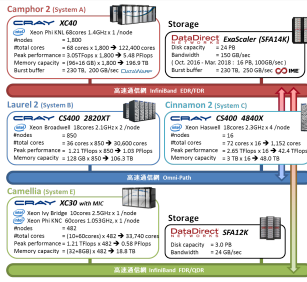 Camphor 2 (System A)
CRAY XC40
intel Xeon Phi KNL 68cores 1.4GHz x 1 / node
#nodes = 1,800
#total cores = 68 cores x 1,800 → 122,400 cores
Peak performance = 3.05TFlops x 1,800 → 5.48 PFlops
Memory capacity = (96+16 GB) x 1,800 → 196.9 TB
Burst buffer = 230 TB, 200 GB/sec DataWarp
Storage
DataDirect NETWORKS ExaScaler (SFA14K)
Disk capacity = 24 PB
Bandwidth = 150 GB/sec
( Oct. 2016 - Mar. 2018 : 16 PB, 100GB/sec)
Burst buffer = 230 TB, 250 GB/sec IME
高速通信網 InfiniBand EDR/FDR
Laurel 2 (System B)
CRAY CS400 2820XT
intel Xeon Broadwell 18cores 2.1GHz x 2 / node
#nodes = 850
#total cores = 36 cores x 850 → 30,600 cores
Peak performance = 1.21 TFlops x 850 → 1.03 PFlops
Memory capacity = 128 GB x 850 → 106.3 TB
Cinnamon 2 (System C)
CRAY CS400 4840X
intel Xeon Haswell 18cores 2.3GHz x 4 / node
#nodes = 16
#total cores = 72 cores x 16 → 1,152 cores
Peak performance = 2.65 TFlops x 16 → 42.4 TFlops
Memory capacity = 3 TB x 16 → 48.0 TB
高速通信網 Omni-Path
Camellia (System E)
CRAY XC30 with MIC
intel Xeon Ivy Bridge 10cores 2.5GHz x 1 / node
intel Xeon Phi KNC 60cores 1.053GHz x 1 / node
#nodes = 482
#total cores = (10+60cores) x 482 → 33,740 cores
Peak performance = 1.21 TFlops x 482 → 0.58 PFlops
Memory capacity = (32+8GB) x 482 → 18.8 TB
Storage
DataDirect NETWORKS SFA12K
Disk capacity = 3.0 PB
Bandwidth = 24 GB/sec
高速通信網 InfiniBand FDR/QDR